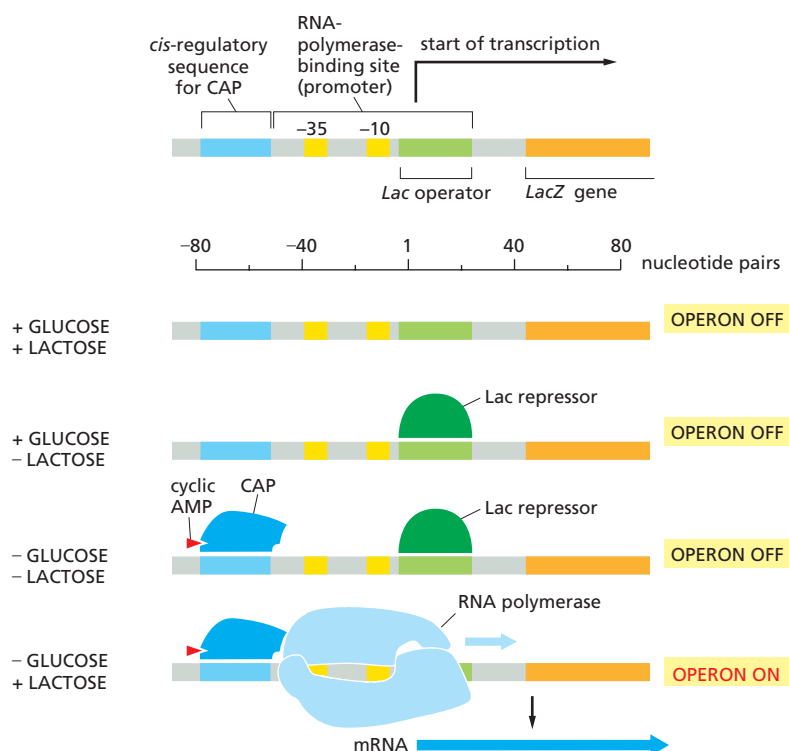 cis-regulatory
sequence
for CAP
RNA-
polymerase-
binding site
(promoter)
start of transcription
–35
–10
Lac operator
LacZ gene
–80
–40
1
40
80
nucleotide pairs
+ GLUCOSE
+ LACTOSE
OPERON OFF
Lac repressor
+ GLUCOSE
– LACTOSE
OPERON OFF
cyclic
AMP
CAP
Lac repressor
– GLUCOSE
– LACTOSE
OPERON OFF
RNA polymerase
– GLUCOSE
+ LACTOSE
OPERON ON
mRNA